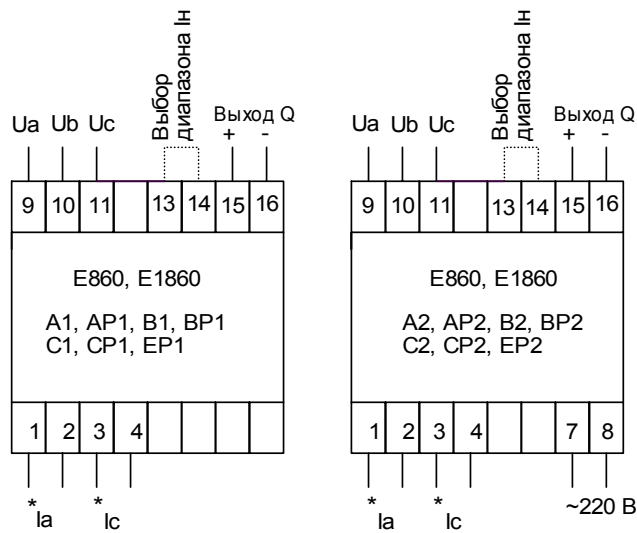 Выбор
диапазона Iн
Выход Q
Ua Ub Uc + -
9 10 11 13 14 15 16
E860, E1860
A1, AP1, B1, BP1
C1, CP1, EP1
1 2 3 4
* Ia * Ic
Выбор
диапазона Iн
Выход Q
Ua Ub Uc + -
9 10 11 13 14 15 16
E860, E1860
A2, AP2, B2, BP2
C2, CP2, EP2
1 2 3 4 7 8
* Ia * Ic ~220 В